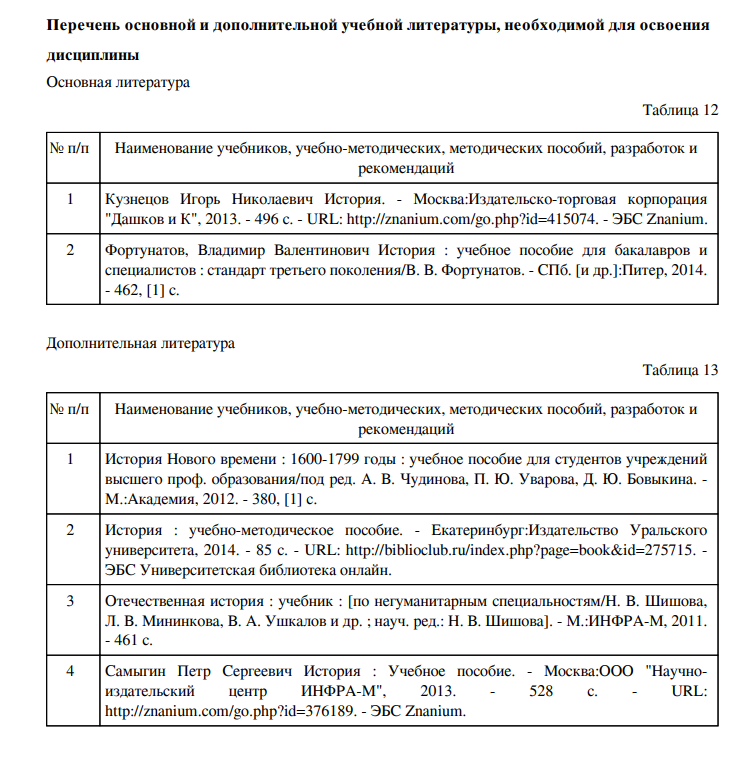 Перечень основной и дополнительной учебной литературы, необходимой для освоения
дисциплины
Основная литература
Таблица 12
№ п/п Наименование учебников, учебно-методических, методических пособий, разработок и
рекомендаций
1 Кузнецов Игорь Николаевич История. - Москва:Издательско-торговая корпорация
"Дашков и К", 2013. - 496 с. - URL: http://znanium.com/go.php?id=415074. - ЭБС Znanium.
2 Фортунатов, Владимир Валентинович История : учебное пособие для бакалавров и
специалистов : стандарт третьего поколения/В. В. Фортунатов. - СПб. [и др.]:Питер, 2014.
- 462, [1] с.
Дополнительная литература
Таблица 13
№ п/п Наименование учебников, учебно-методических, методических пособий, разработок и
рекомендаций
1 История Нового времени : 1600-1799 годы : учебное пособие для студентов учреждений
высшего проф. образования/под ред. А. В. Чудинова, П. Ю. Уварова, Д. Ю. Бовыкина. -
М.:Академия, 2012. - 380, [1] с.
2 История : учебно-методическое пособие. - Екатеринбург:Издательство Уральского
университета, 2014. - 85 с. - URL: http://biblioclub.ru/index.php?page=book&id=275715. -
ЭБС Университетская библиотека онлайн.
3 Отечественная история : учебник : [по негуманитарным специальностям/Н. В. Шишова,
Л. В. Мининкова, В. А. Ушкалов и др. ; науч. ред.: Н. В. Шишова]. - М.:ИНФРА-М, 2011.
- 461 с.
4 Самыгин Петр Сергеевич История : Учебное пособие. - Москва:ООО "Научно-
издательский центр ИНФРА-М", 2013. - 528 с. - URL:
http://znanium.com/go.php?id=376189. - ЭБС Znanium.